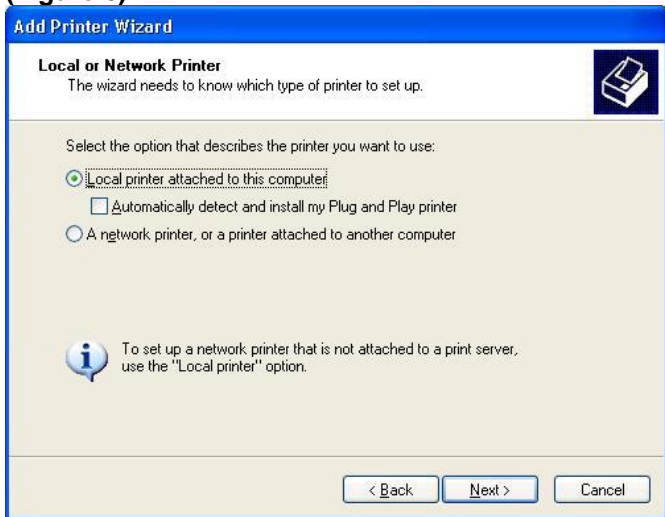 Add Printer Wizard
Local or Network Printer
The wizard needs to know which type of printer to set up.
Select the option that describes the printer you want to use:
Local printer attached to this computer
Automatically detect and install my Plug and Play printer
A network printer, or a printer attached to another computer
To set up a network printer that is not attached to a print server,
use the "Local printer" option.
< Back
Next >
Cancel